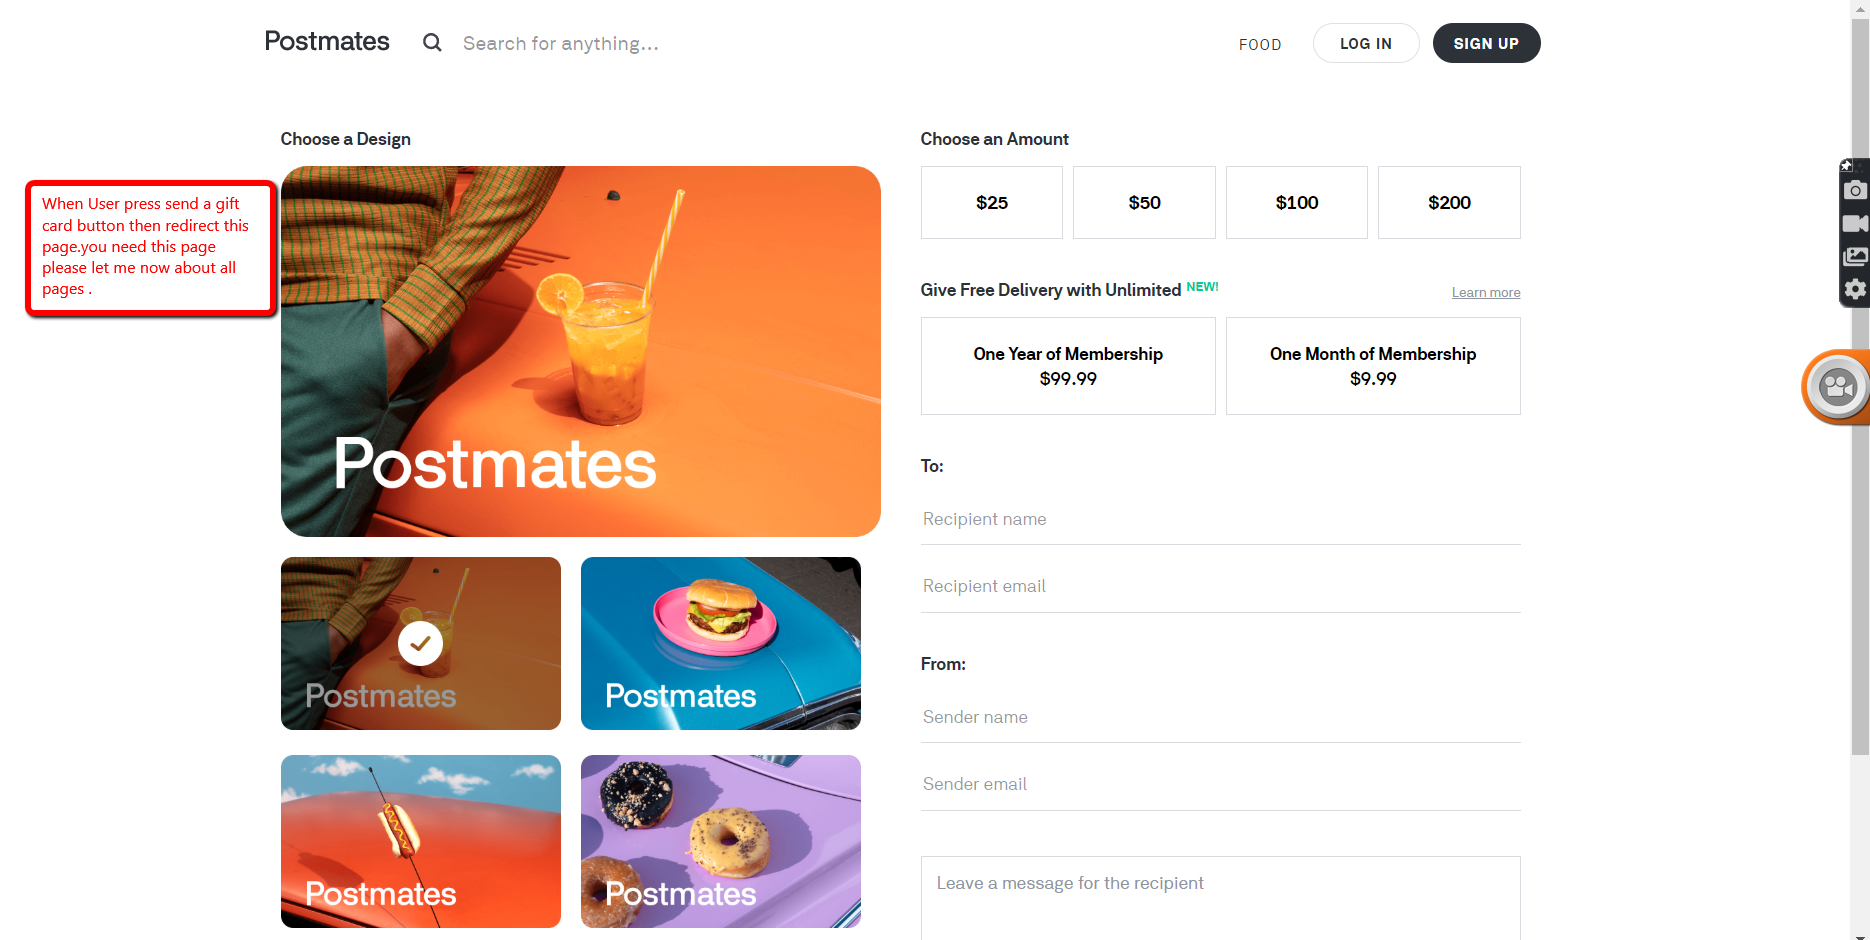 Postmates
Search for anything...
FOOD
LOG IN
SIGN UP
When User press send a gift
card button then redirect this
page.you need this page
please let me now about all
pages .
Choose a Design
Postmates
Postmates
Postmates
Postmates
Postmates
Choose an Amount
$25
$50
$100
$200
Give Free Delivery with Unlimited NEW!
Learn more
One Year of Membership
$99.99
One Month of Membership
$9.99
To:
Recipient name
Recipient email
From:
Sender name
Sender email
Leave a message for the recipient